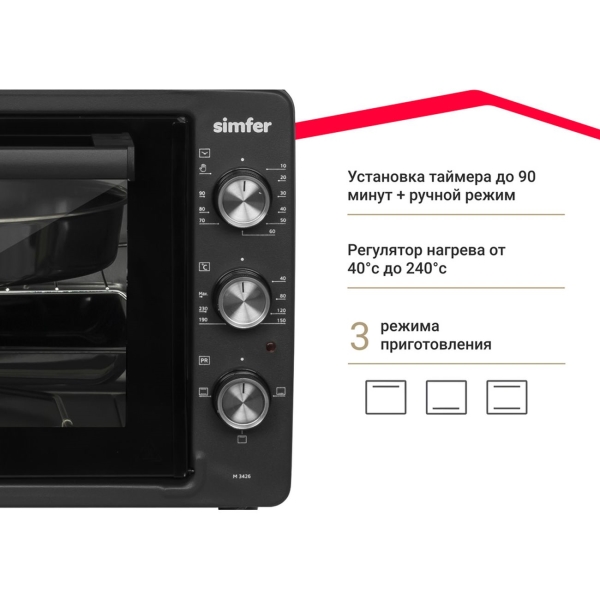 simfer
Установка таймера до 90
минут + ручной режим
Регулятор нагрева от
40°с до 240°с
3 режима
приготовления
10
20
90 30
80 40
70 50
60
°C
40
Max. 80
230 120
190 150
PR
M 3426